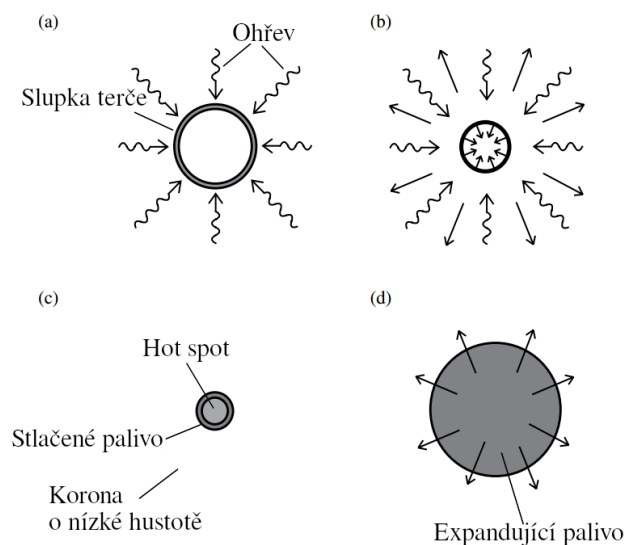 (a)
Ohřev
Slupka terče
(b)
(c)
Hot spot
Stlačené palivo
Korona
o nízké hustotě
(d)
Expandující palivo